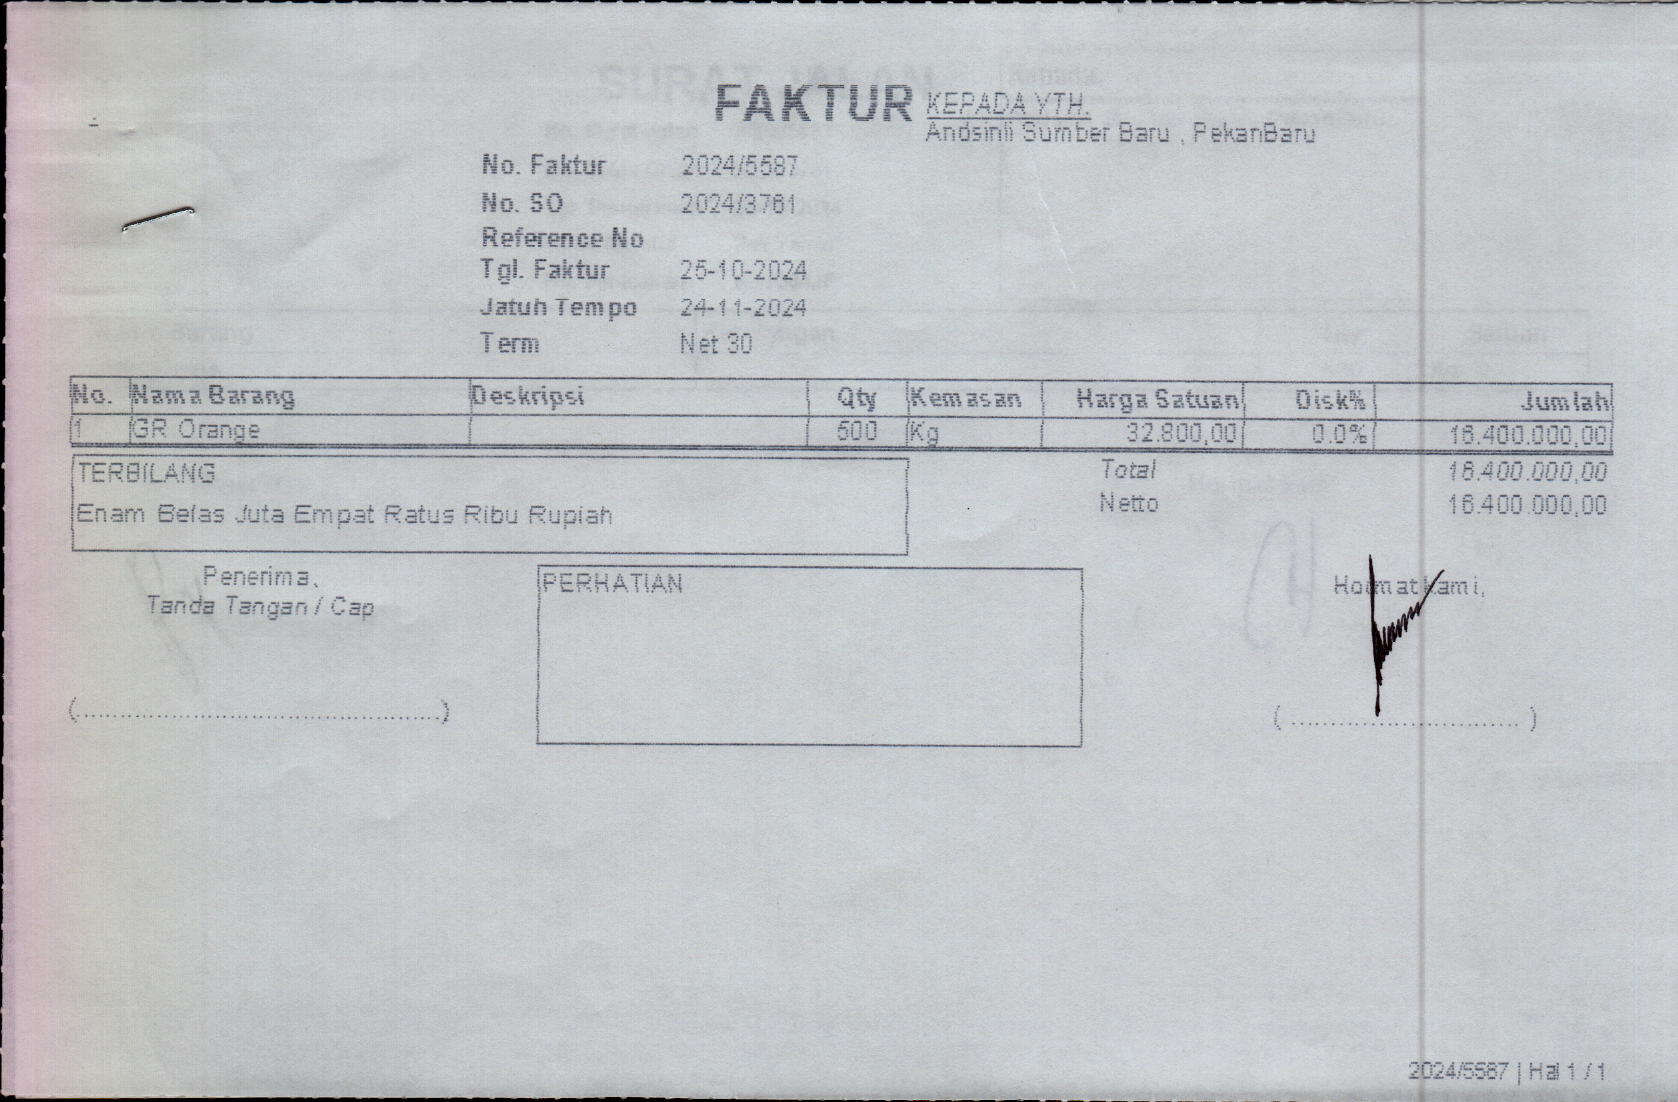 FAKTUR
KEPADA YTH.
Andsinli Sumber Baru , PekanBaru
No. Faktur 2024/5587
No. SO 2024/3761
Reference No
Tgl. Faktur 25-10-2024
Jatuh Tempo 24-11-2024
Term Net 30
No. Nama Barang Deskripsi Qty Kemasan Harga Satuan Disk% Jumlah
1 GR Orange 500 Kg 32.800,00 0.0% 16.400.000,00
TERBILANG
Enam Belas Juta Empat Ratus Ribu Rupiah
Total 16.400.000,00
Netto 16.400.000,00
Penerima,
Tanda Tangan / Cap
PERHATIAN
Hormat kami,
(................................................)
( .............................. )
2024/5587 | Hal 1 / 1